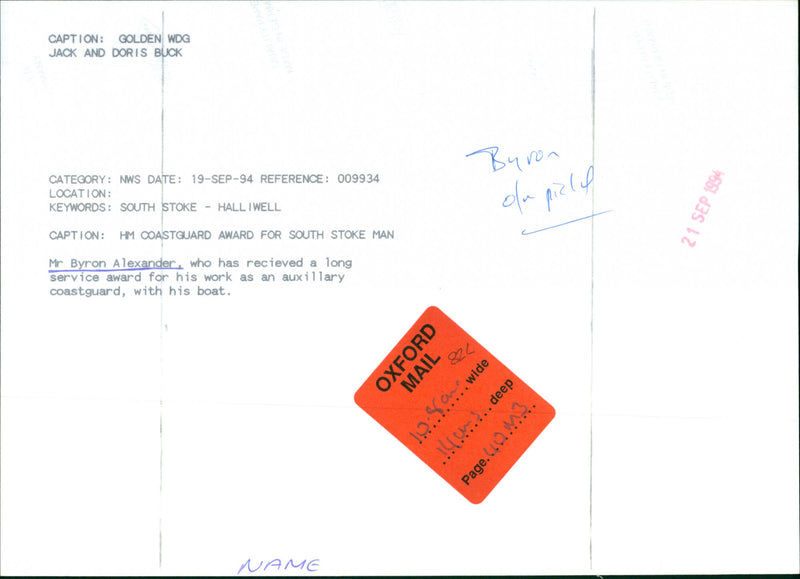 CAPTION: GOLDEN WDG
JACK AND DORIS BUCK
CATEGORY: NWS DATE: 19-SEP-94 REFERENCE: 009934
LOCATION:
KEYWORDS: SOUTH STOKE - HALLIWELL
CAPTION: HM COASTGUARD AWARD FOR SOUTH STOKE MAN
Mr Byron Alexander, who has recieved a long
service award for his work as an auxillary
coastguard, with his boat.
Byron
21 SEP 1994
OXFORD
MAIL
82%
wide
14cms deep
Page.
NAME